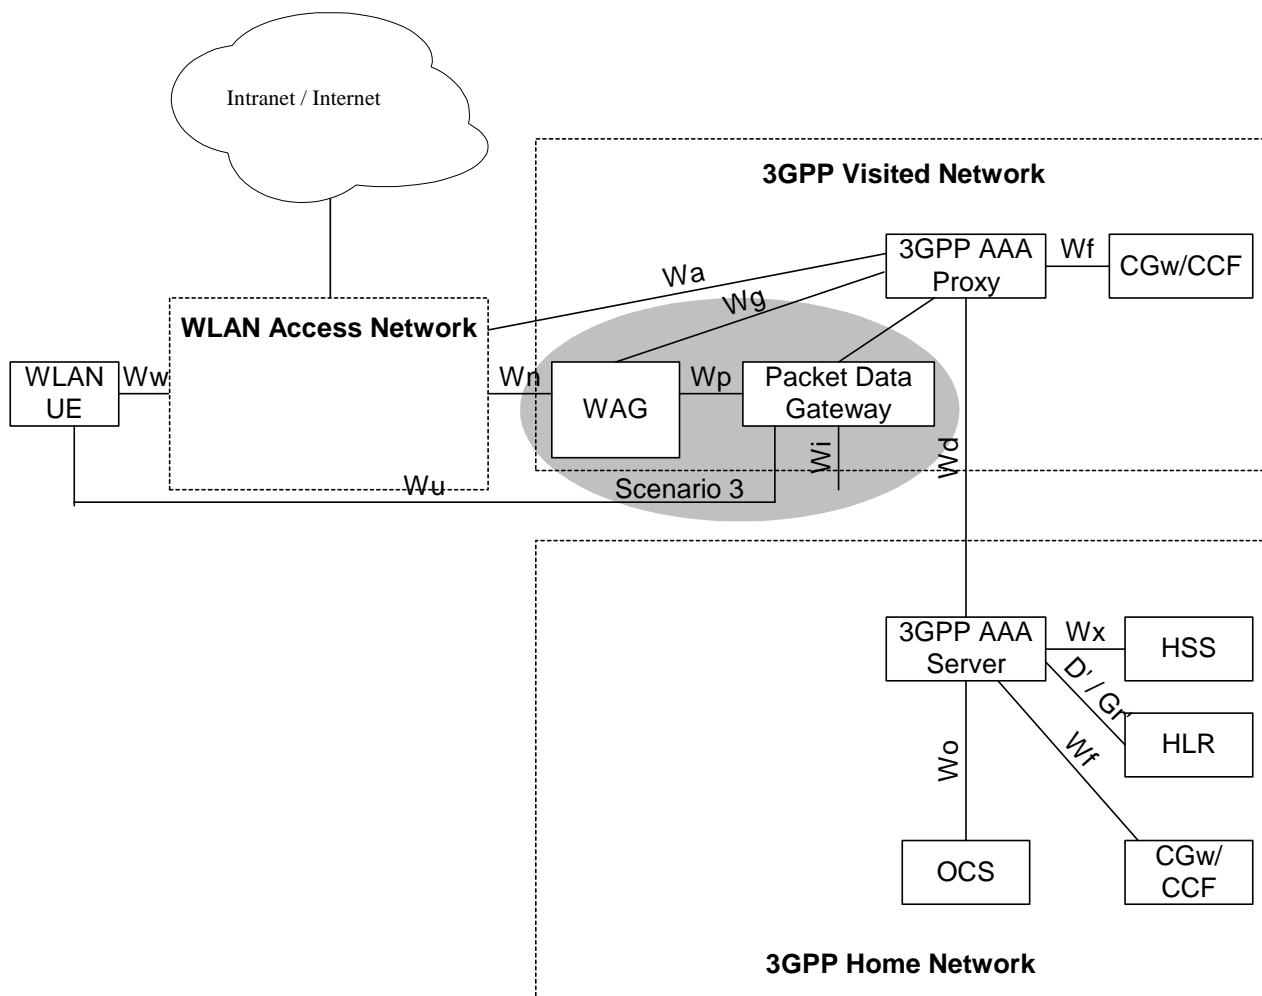 Intranet / Internet
3GPP Visited Network
3GPP AAA
Proxy
Wf
CGw/CCF
Wa
Wg
WLAN Access Network
WLAN
UE
Ww
Wn
WAG
Wp
Packet Data
Gateway
Wi
Wd
Wu
Scenario 3
3GPP AAA
Server
Wx
HSS
D' / Gr'
HLR
Wf
Wo
OCS
CGw/
CCF
3GPP Home Network